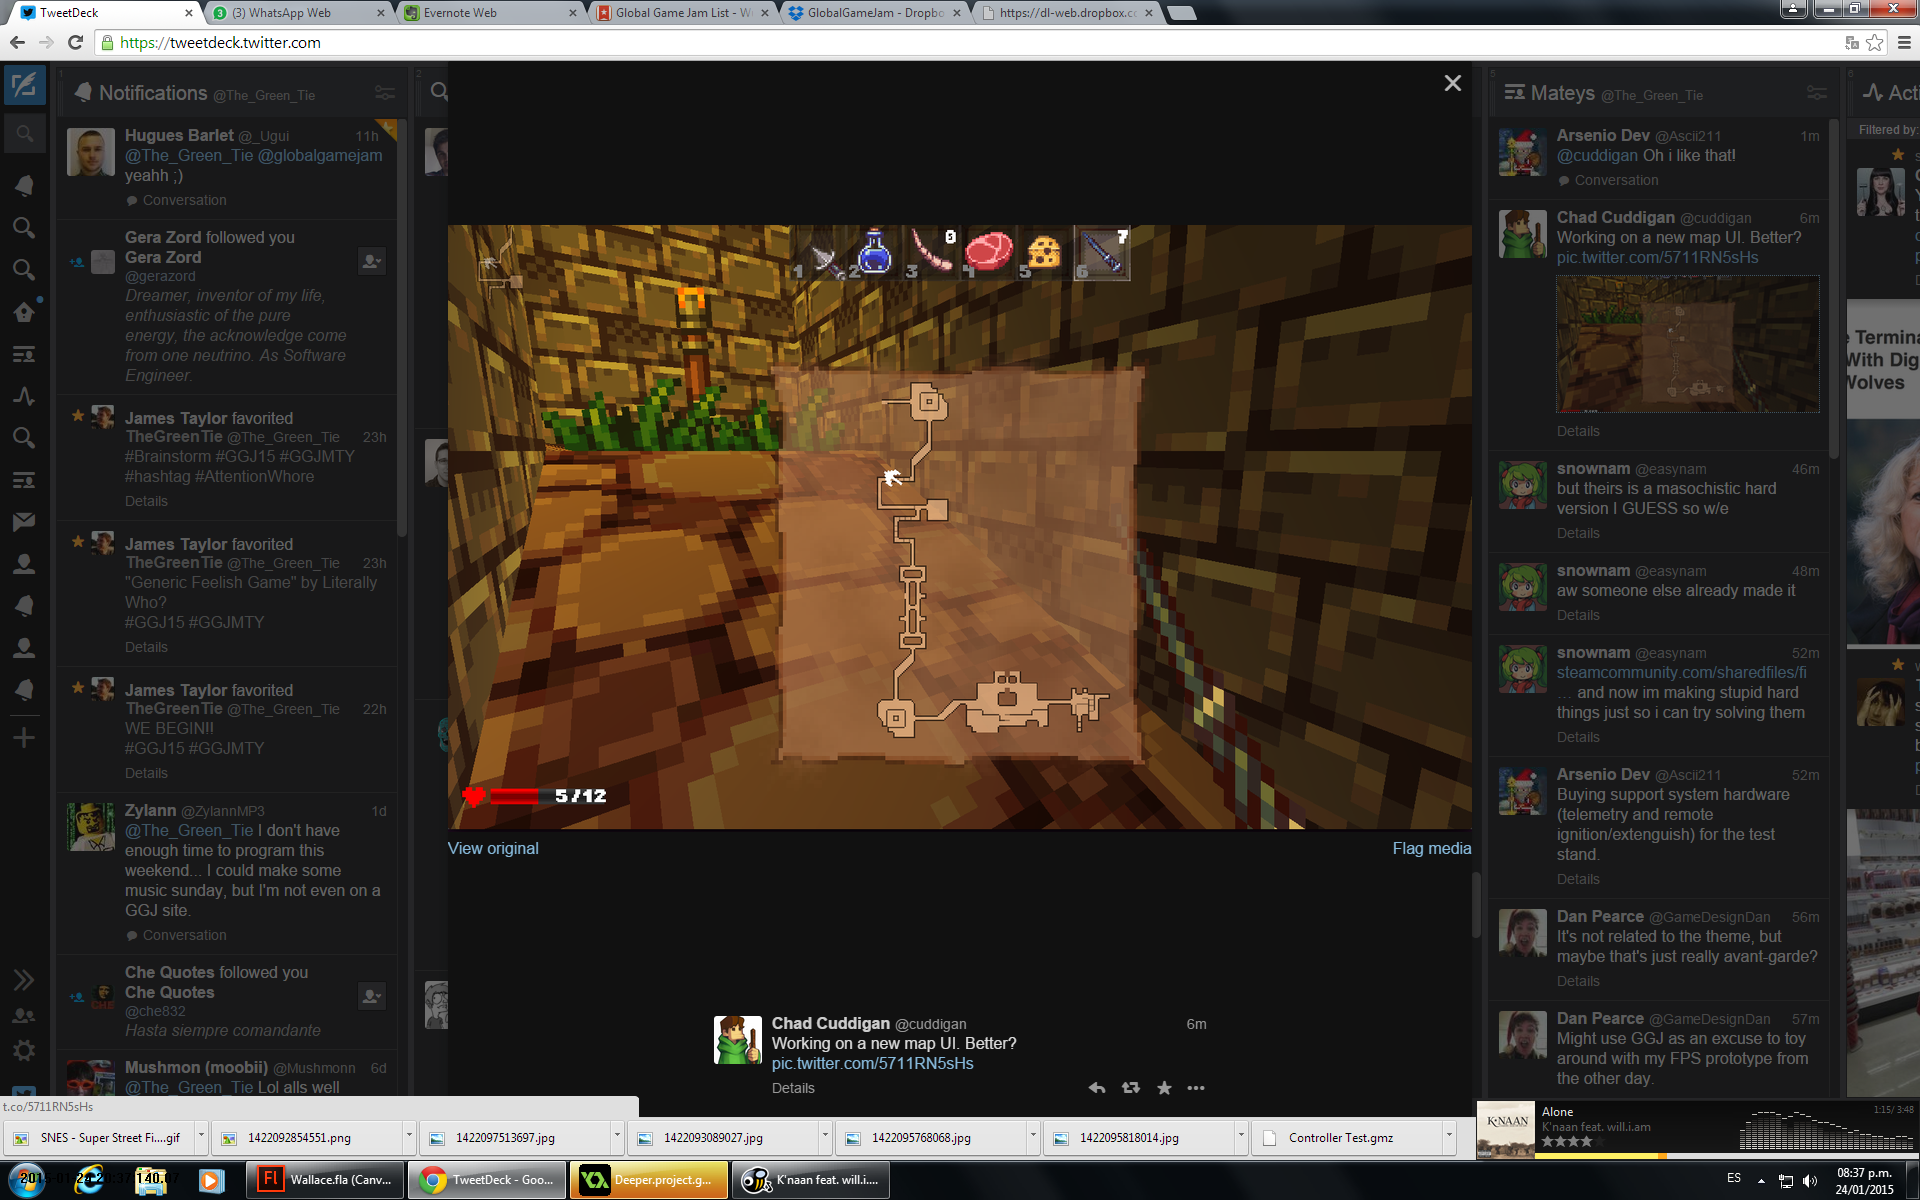 TweetDeck
(3) WhatsApp Web
Evernote Web
Global Game Jam List - W
GlobalGameJam - Dropbo
https://dl-web.dropbox.c
https://tweetdeck.twitter.com
Notifications @The_Green_Tie
Hugues Barlet @_Ugui 11h
@The_Green_Tie @globalgamejam
yeahh ;)
Conversation
Gera Zord followed you
Gera Zord
@gerazord
Dreamer, inventor of my life,
enthusiastic of the pure
energy, the acknowledge come
from one neutrino. As Software
Engineer.
James Taylor favorited
TheGreenTie @The_Green_Tie 23h
#Brainstorm #GGJ15 #GGJMTY
#hashtag #AttentionWhore
Details
James Taylor favorited
TheGreenTie @The_Green_Tie 23h
"Generic Feelish Game" by Literally
Who?
#GGJ15 #GGJMTY
Details
James Taylor favorited
TheGreenTie @The_Green_Tie 22h
WE BEGIN!!
#GGJ15 #GGJMTY
Details
Zylann @ZylannMP3 1d
@The_Green_Tie I don't have
enough time to program this
weekend... I could make some
music sunday, but I'm not even on a
GGJ site.
Conversation
Che Quotes followed you
Che Quotes
@che832
Hasta siempre comandante
Mushmon (moobii) @Mushmonn 6d
@The_Green_Tie Lol alls well
t.co/5711RN5sHs
1 2 3 4 5 6
7
5/12
View original
Flag media
Chad Cuddigan @cuddigan 6m
Working on a new map UI. Better?
pic.twitter.com/5711RN5sHs
Details
Mateys @The_Green_Tie
Arsenio Dev @Ascii211 1m
@cuddigan Oh i like that!
Conversation
Chad Cuddigan @cuddigan 6m
Working on a new map UI. Better?
pic.twitter.com/5711RN5sHs
Details
snownam @easynam 46m
but theirs is a masochistic hard
version I GUESS so w/e
Details
snownam @easynam 48m
aw someone else already made it
Details
snownam @easynam 52m
steamcommunity.com/sharedfiles/fi
… and now im making stupid hard
things just so i can try solving them
Details
Arsenio Dev @Ascii211 52m
Buying support system hardware
(telemetry and remote
ignition/extenguish) for the test
stand.
Details
Dan Pearce @GameDesignDan 56m
It's not related to the theme, but
maybe that's just really avant-garde?
Details
Dan Pearce @GameDesignDan 57m
Might use GGJ as an excuse to toy
around with my FPS prototype from
the other day.
Acti
Filtered by:
Termina
With Dig
Wolves
K'NAAN
Alone
K'naan feat. will.i.am
1:15/ 3:48
SNES - Super Street Fi....gif
1422092854551.png
1422097513697.jpg
1422093089027.jpg
1422095768068.jpg
1422095818014.jpg
Controller Test.gmz
Wallace.fla (Canv...
TweetDeck - Goo...
Deeper.project.g...
K'naan feat. will.i....
ES
08:37 p.m.
24/01/2015